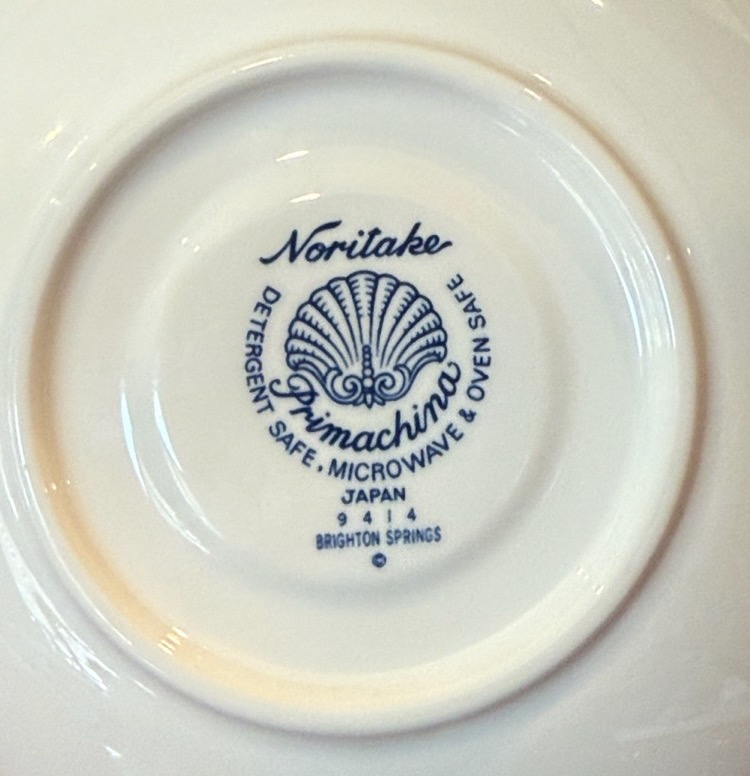 Noritake
DETERGENT SAFE, MICROWAVE & OVEN SAFE
Primachina
JAPAN
9414
BRIGHTON SPRINGS
©